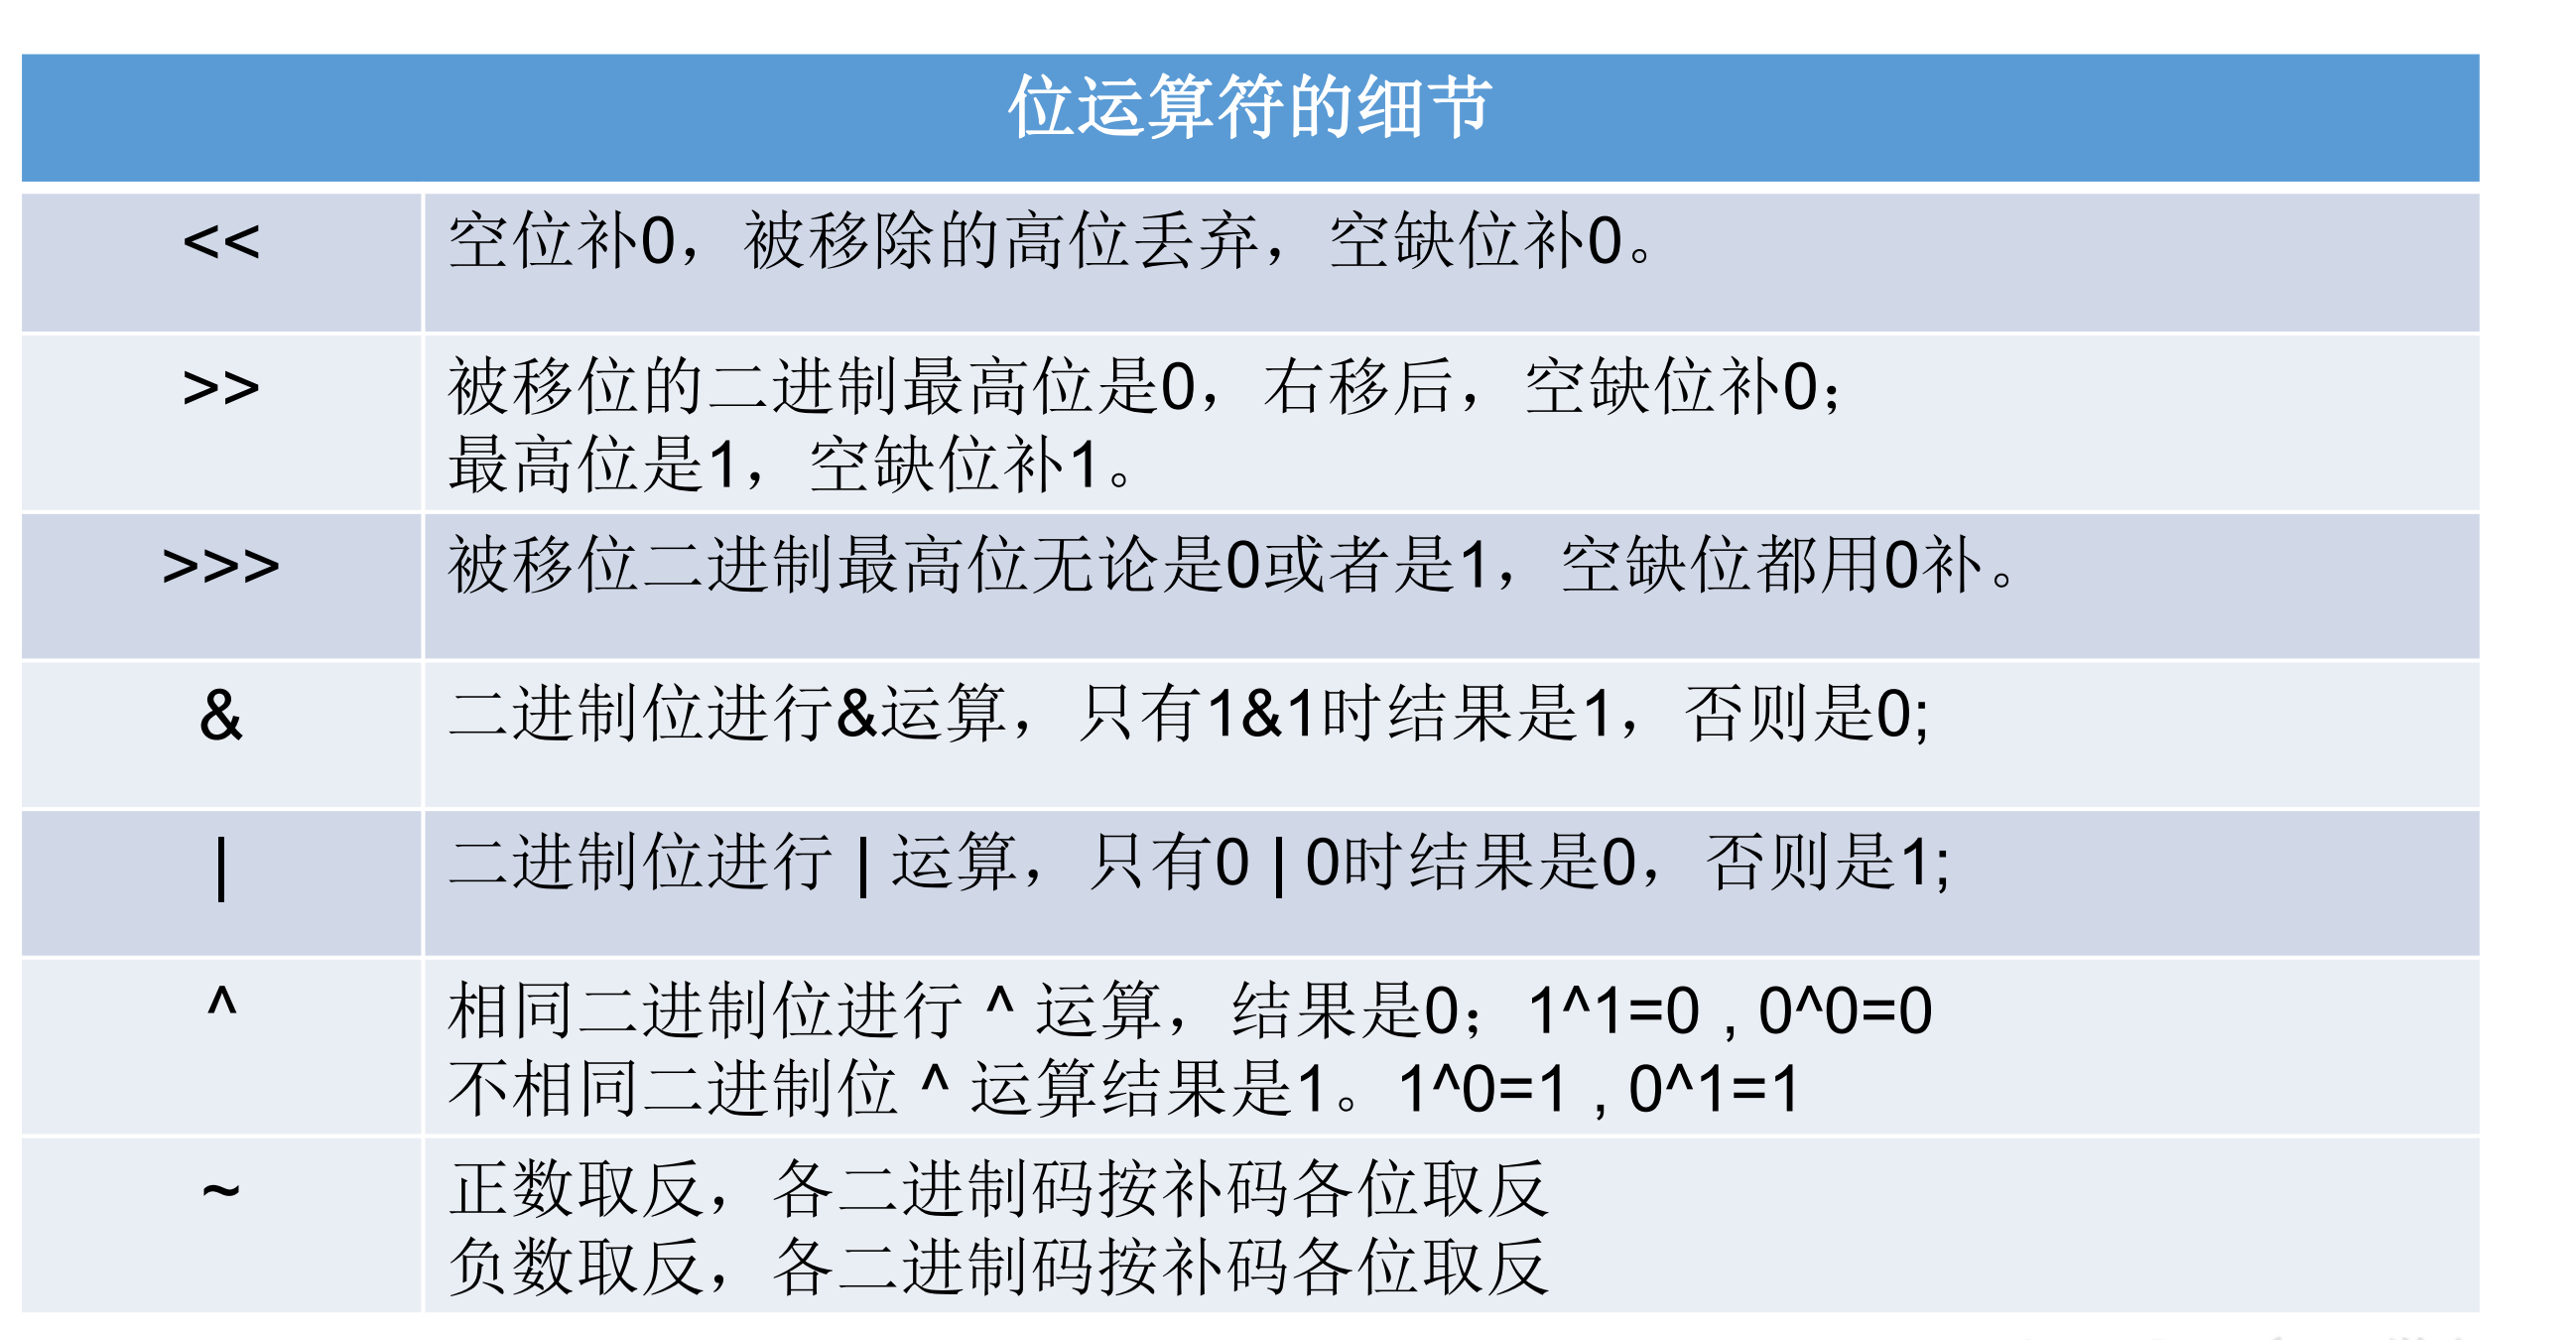 位运算符的细节
<<
空位补0，被移除的高位丢弃，空缺位补0。
>>
被移位的二进制最高位是0，右移后，空缺位补0；
最高位是1，空缺位补1。
>>>
被移位二进制最高位无论是0或者是1，空缺位都用0补。
&
二进制位进行&运算，只有1&1时结果是1，否则是0;
|
二进制位进行 | 运算，只有0 | 0时结果是0，否则是1;
^
相同二进制位进行 ^ 运算，结果是0；1^1=0 , 0^0=0
不相同二进制位 ^ 运算结果是1。1^0=1 , 0^1=1
~
正数取反，各二进制码按补码各位取反
负数取反，各二进制码按补码各位取反